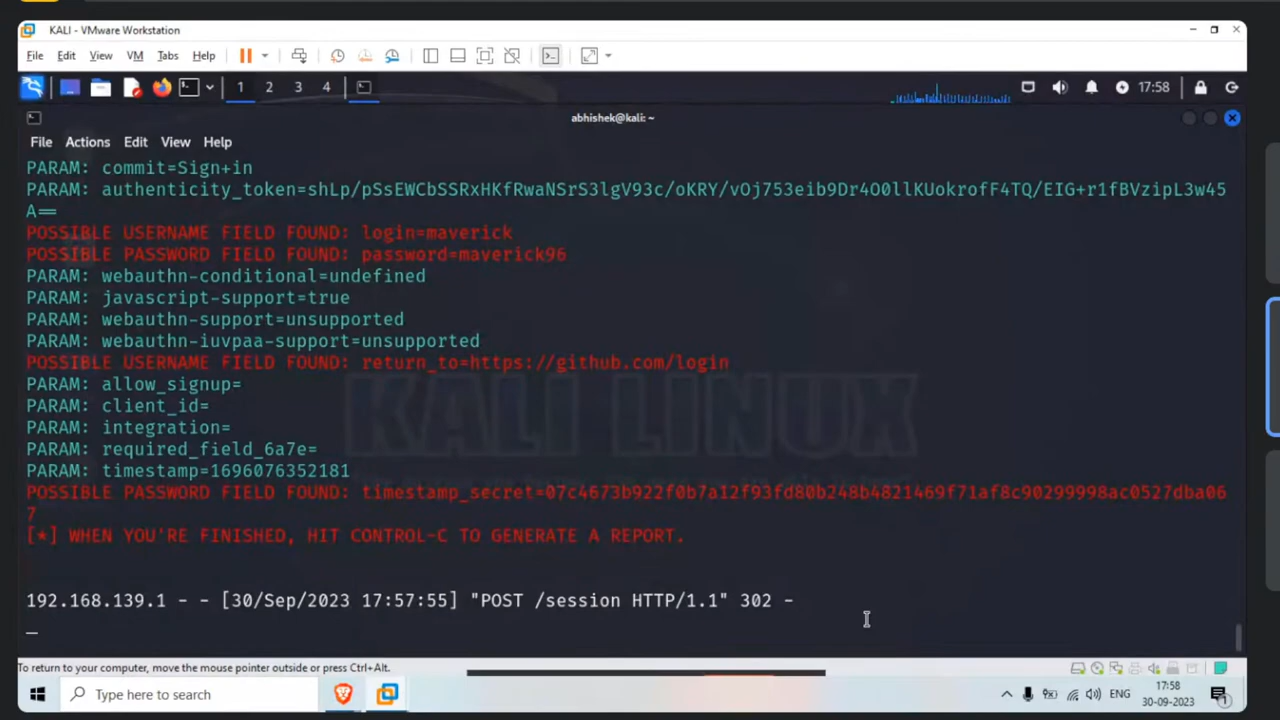 KALI - VMware Workstation
File Edit View VM Tabs Help
1 2 3 4 17:58
abhishek@kali: ~
File Actions Edit View Help
PARAM: commit=Sign+in
PARAM: authenticity_token=shLp/pSsEWCbSSRxHKfRwaNSrS3lgV93c/oKRY/vOj753eib9Dr4O0llKUokrofF4TQ/EIG+r1fBVzipL3w45
A==
POSSIBLE USERNAME FIELD FOUND: login=maverick
POSSIBLE PASSWORD FIELD FOUND: password=maverick96
PARAM: webauthn-conditional=undefined
PARAM: javascript-support=true
PARAM: webauthn-support=unsupported
PARAM: webauthn-iuvpaa-support=unsupported
POSSIBLE USERNAME FIELD FOUND: return_to=https://github.com/login
PARAM: allow_signup=
PARAM: client_id=
KALI LINUX
PARAM: integration=
PARAM: required_field_6a7e=
PARAM: timestamp=1696076352181
POSSIBLE PASSWORD FIELD FOUND: timestamp_secret=07c4673b922f0b7a12f93fd80b248b4821469f71af8c90299998ac0527dba06
7
[*] WHEN YOU'RE FINISHED, HIT CONTROL-C TO GENERATE A REPORT.
192.168.139.1 - - [30/Sep/2023 17:57:55] "POST /session HTTP/1.1" 302 -
To return to your computer, move the mouse pointer outside or press Ctrl+Alt.
Type here to search
ENG
17:58
30-09-2023
1